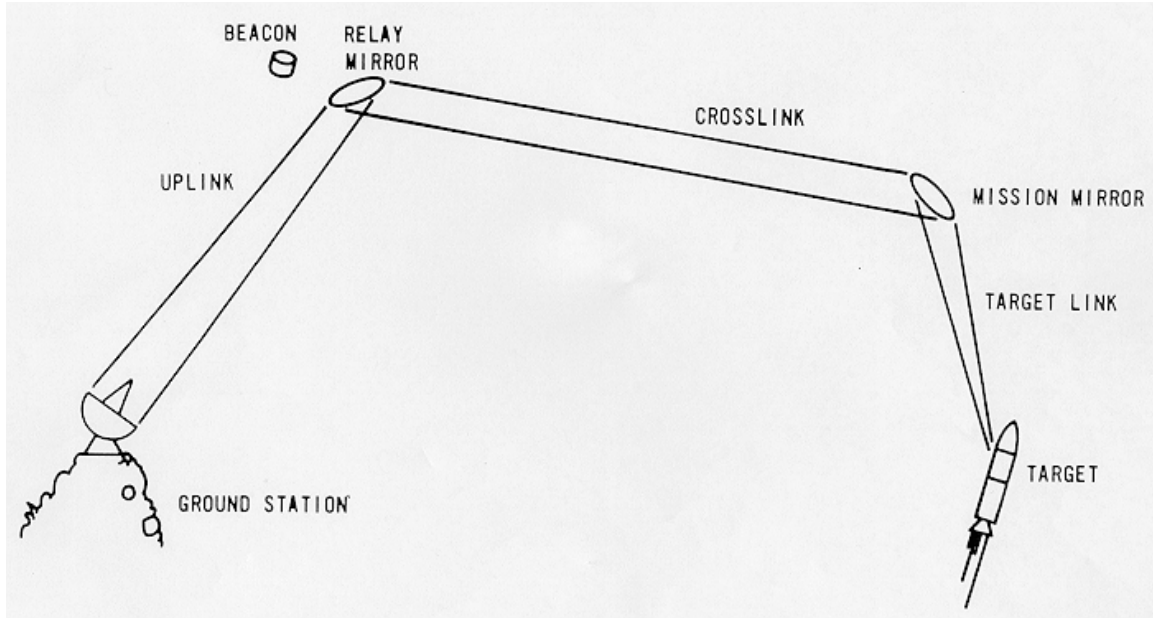 BEACON
RELAY
MIRROR
CROSSLINK
UPLINK
MISSION MIRROR
TARGET LINK
TARGET
GROUND STATION